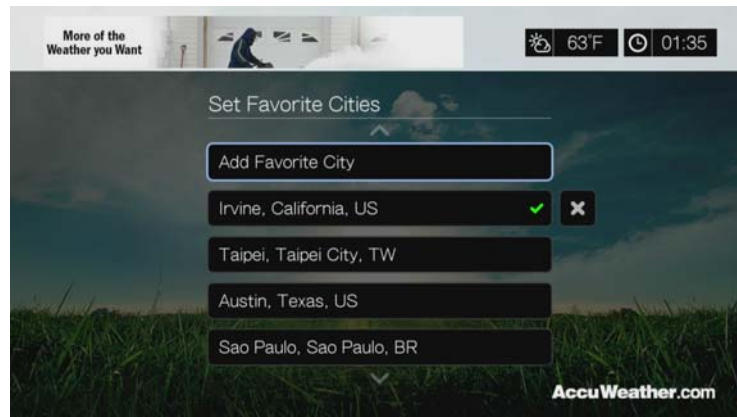 More of the
Weather you Want
63°F
01:35
Set Favorite Cities
Add Favorite City
Irvine, California, US
Taipei, Taipei City, TW
Austin, Texas, US
Sao Paulo, Sao Paulo, BR
AccuWeather.com